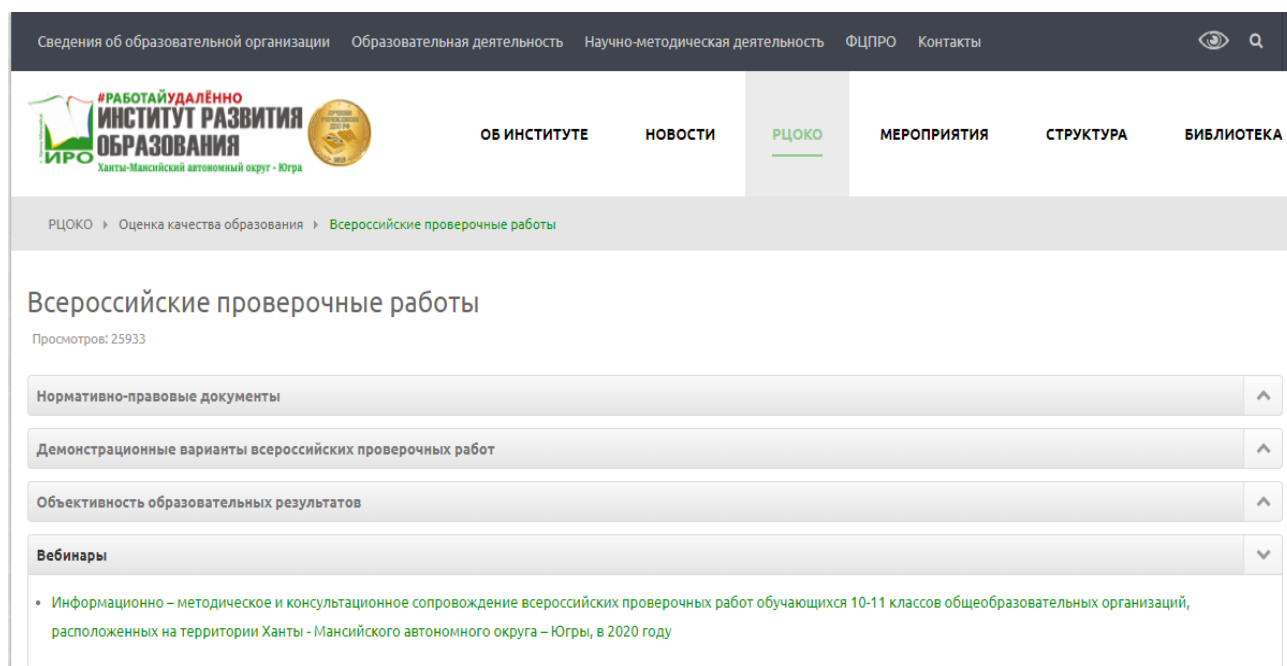 Сведения об образовательной организации Образовательная деятельность Научно-методическая деятельность ФЦПРО Контакты
#РАБОТАЙУДАЛЁННО
ИНСТИТУТ РАЗВИТИЯ
ОБРАЗОВАНИЯ
ИРО
Ханты-Мансийский автономный округ - Югра
ОБ ИНСТИТУТЕ НОВОСТИ РЦОКО МЕРОПРИЯТИЯ СТРУКТУРА БИБЛИОТЕКА
РЦОКО Оценка качества образования Всероссийские проверочные работы
Всероссийские проверочные работы
Просмотров: 25933
Нормативно-правовые документы
Демонстрационные варианты всероссийских проверочных работ
Объективность образовательных результатов
Вебинары
• Информационно – методическое и консультационное сопровождение всероссийских проверочных работ обучающихся 10-11 классов общеобразовательных организаций,
расположенных на территории Ханты - Мансийского автономного округа – Югры, в 2020 году